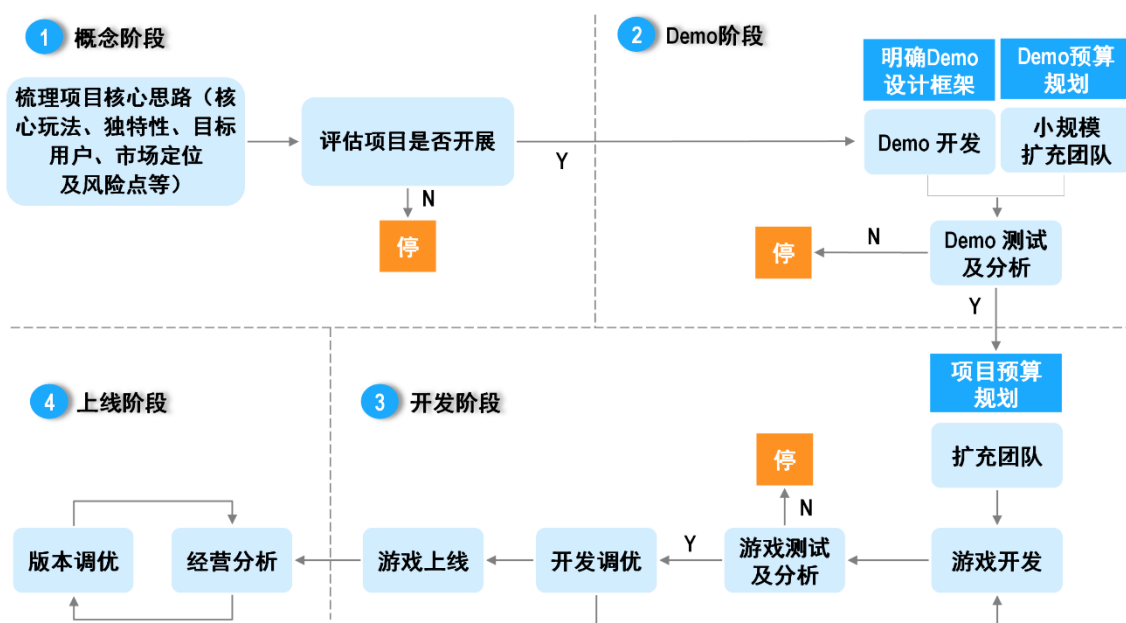 1 概念阶段
梳理项目核心思路（核
心玩法、独特性、目标
用户、市场定位
及风险点等）
评估项目是否开展
Y
N
停
2 Demo阶段
明确Demo
设计框架
Demo预算
规划
Demo 开发
小规模
扩充团队
Demo 测试
及分析
N
停
Y
3 开发阶段
项目预算
规划
扩充团队
游戏开发
游戏测试
及分析
N
停
Y
开发调优
游戏上线
4 上线阶段
经营分析
版本调优